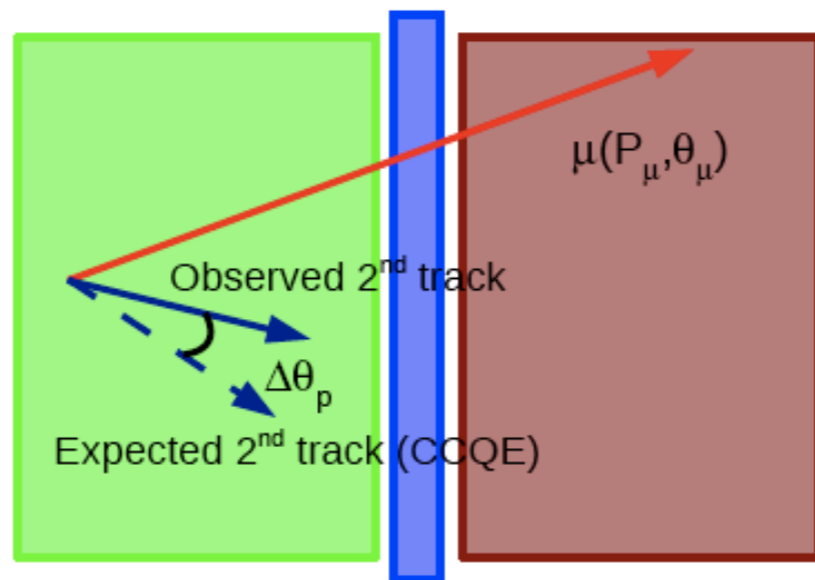 μ(Pμ,θμ)
Observed 2nd track
Δθp
Expected 2nd track (CCQE)